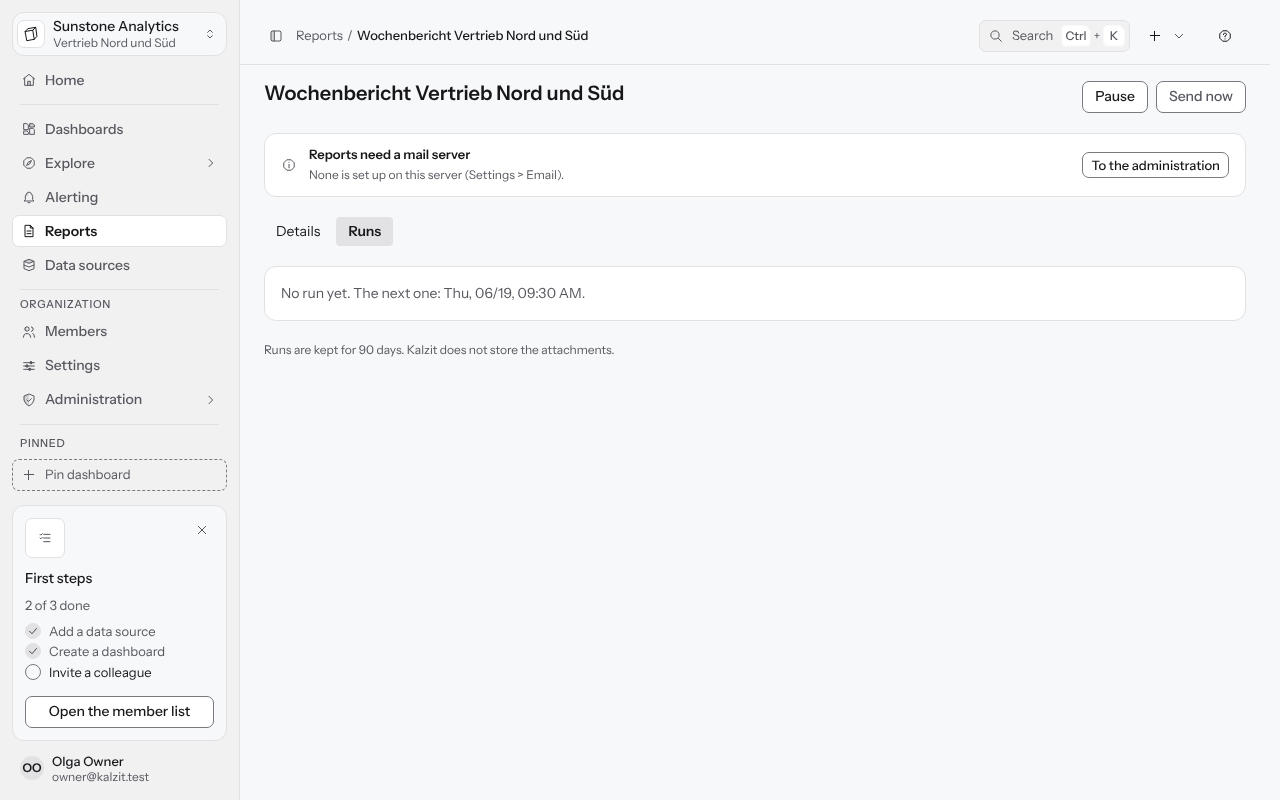 Sunstone Analytics
Vertrieb Nord und Süd
Home
Dashboards
Explore
Alerting
Reports
Data sources
ORGANIZATION
Members
Settings
Administration
PINNED
Pin dashboard
First steps
2 of 3 done
Add a data source
Create a dashboard
Invite a colleague
Open the member list
OO
Olga Owner
owner@kalzit.test
Reports / Wochenbericht Vertrieb Nord und Süd
Search Ctrl + K
Wochenbericht Vertrieb Nord und Süd
Pause
Send now
Reports need a mail server
None is set up on this server (Settings > Email).
To the administration
Details
Runs
No run yet. The next one: Thu, 06/19, 09:30 AM.
Runs are kept for 90 days. Kalzit does not store the attachments.